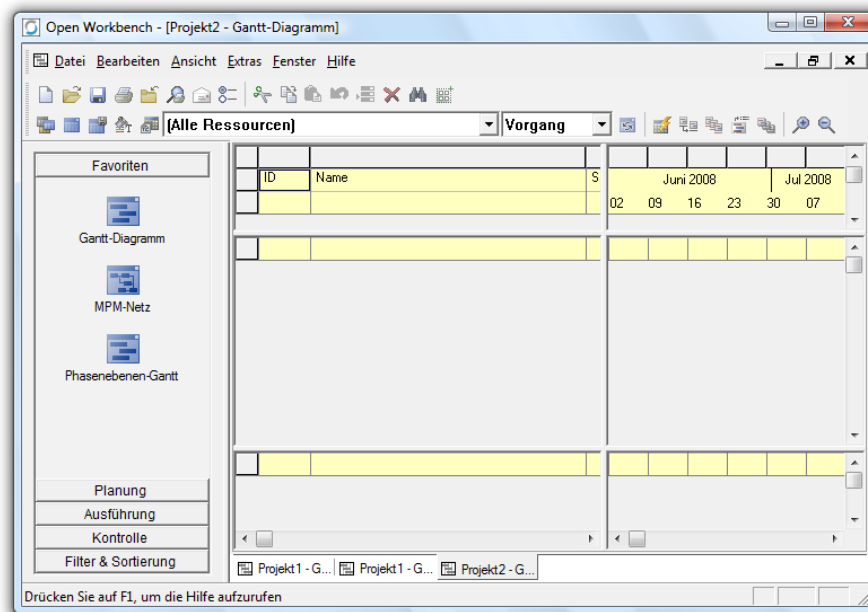 Open Workbench - [Projekt2 - Gantt-Diagramm]
Datei Bearbeiten Ansicht Extras Fenster Hilfe
(Alle Ressourcen) Vorgang
Favoriten
Gantt-Diagramm
MPM-Netz
Phasenebenen-Gantt
Planung
Ausführung
Kontrolle
Filter & Sortierung
ID Name S
Juni 2008 Jul 2008
02 09 16 23 30 07
Projekt1 - G... Projekt1 - G... Projekt2 - G...
Drücken Sie auf F1, um die Hilfe aufzurufen